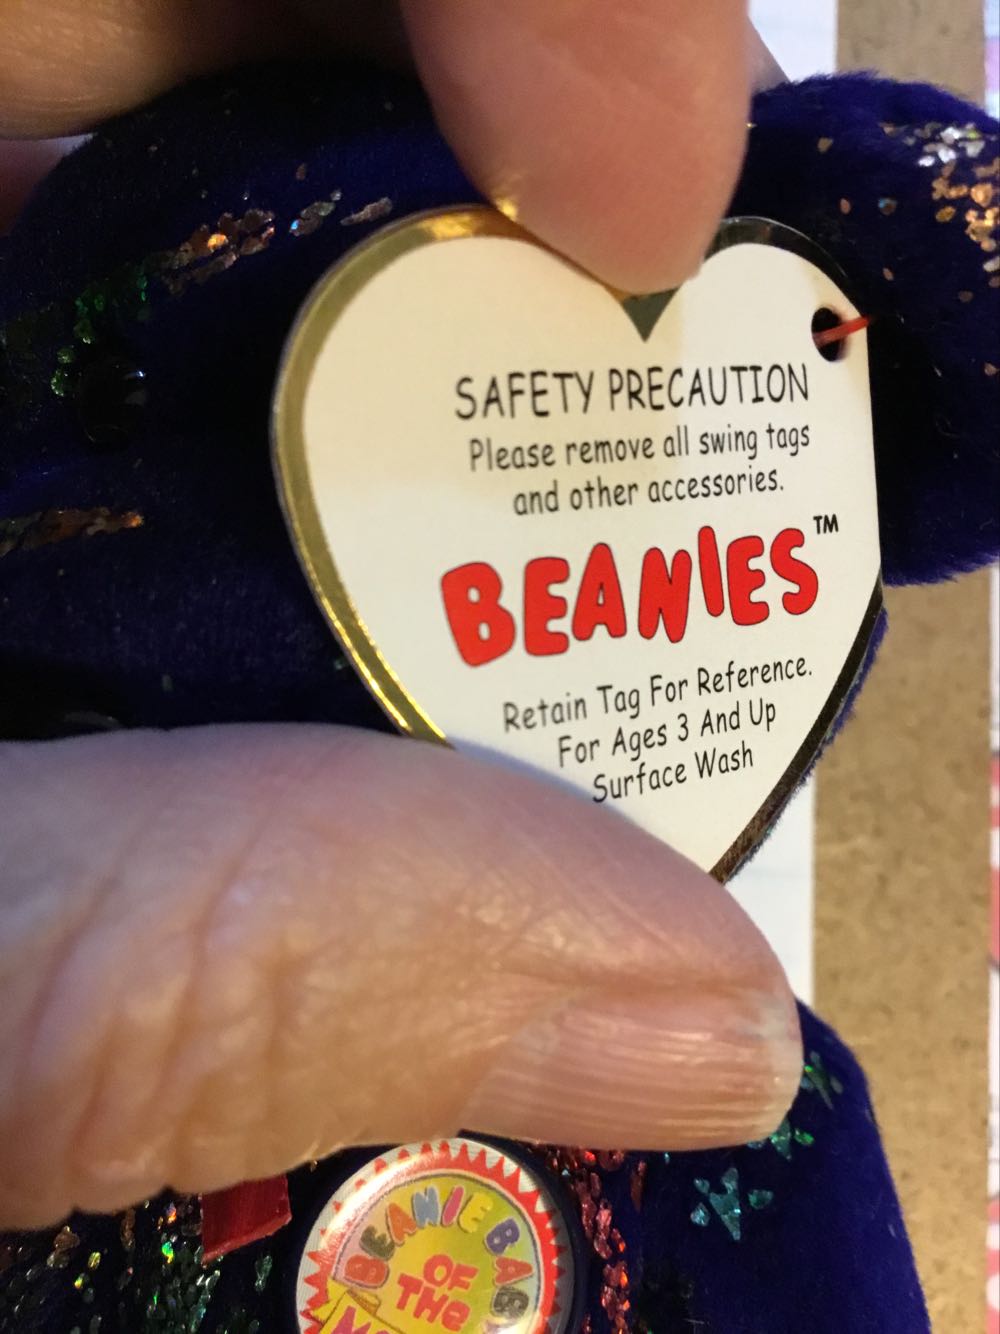 SAFETY PRECAUTION
Please remove all swing tags
and other accessories.
BEANIES™
Retain Tag For Reference.
For Ages 3 And Up
Surface Wash
BEANIE BA
OF
THE